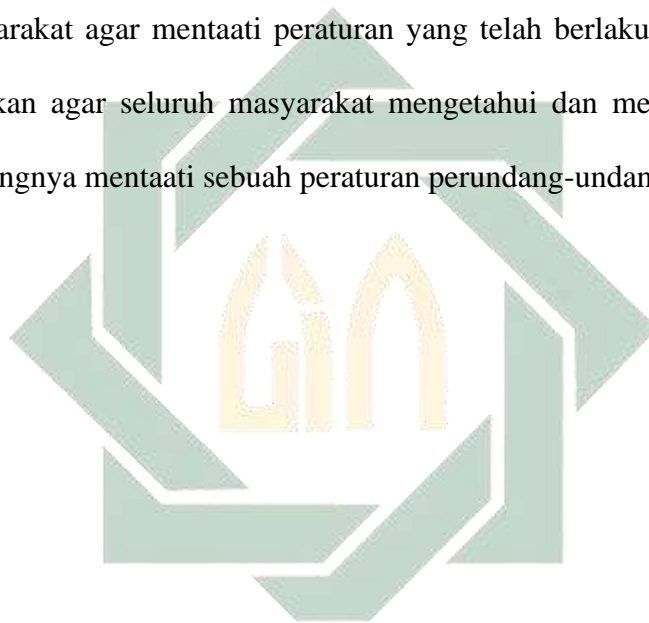 arakat agar mentaati peraturan yang telah berlaku
kan agar seluruh masyarakat mengetahui dan me
ngnya mentaati sebuah peraturan perundang-undan